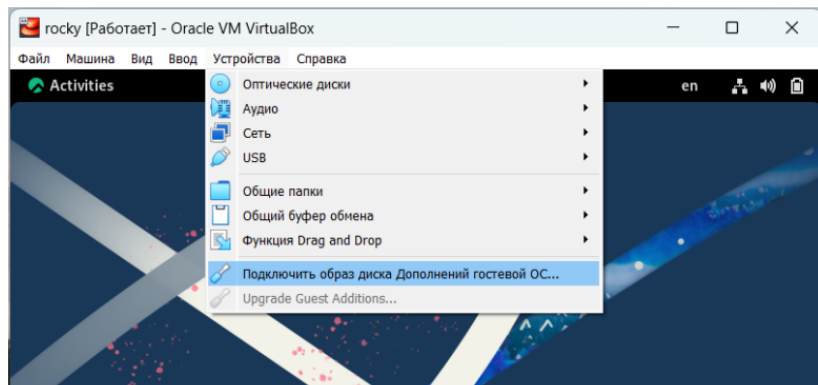 rocky [Работает] - Oracle VM VirtualBox
Файл Машина Вид Ввод Устройства Справка
Activities
en
Оптические диски
Аудио
Сеть
USB
Общие папки
Общий буфер обмена
Функция Drag and Drop
Подключить образ диска Дополнений гостевой ОС...
Upgrade Guest Additions...